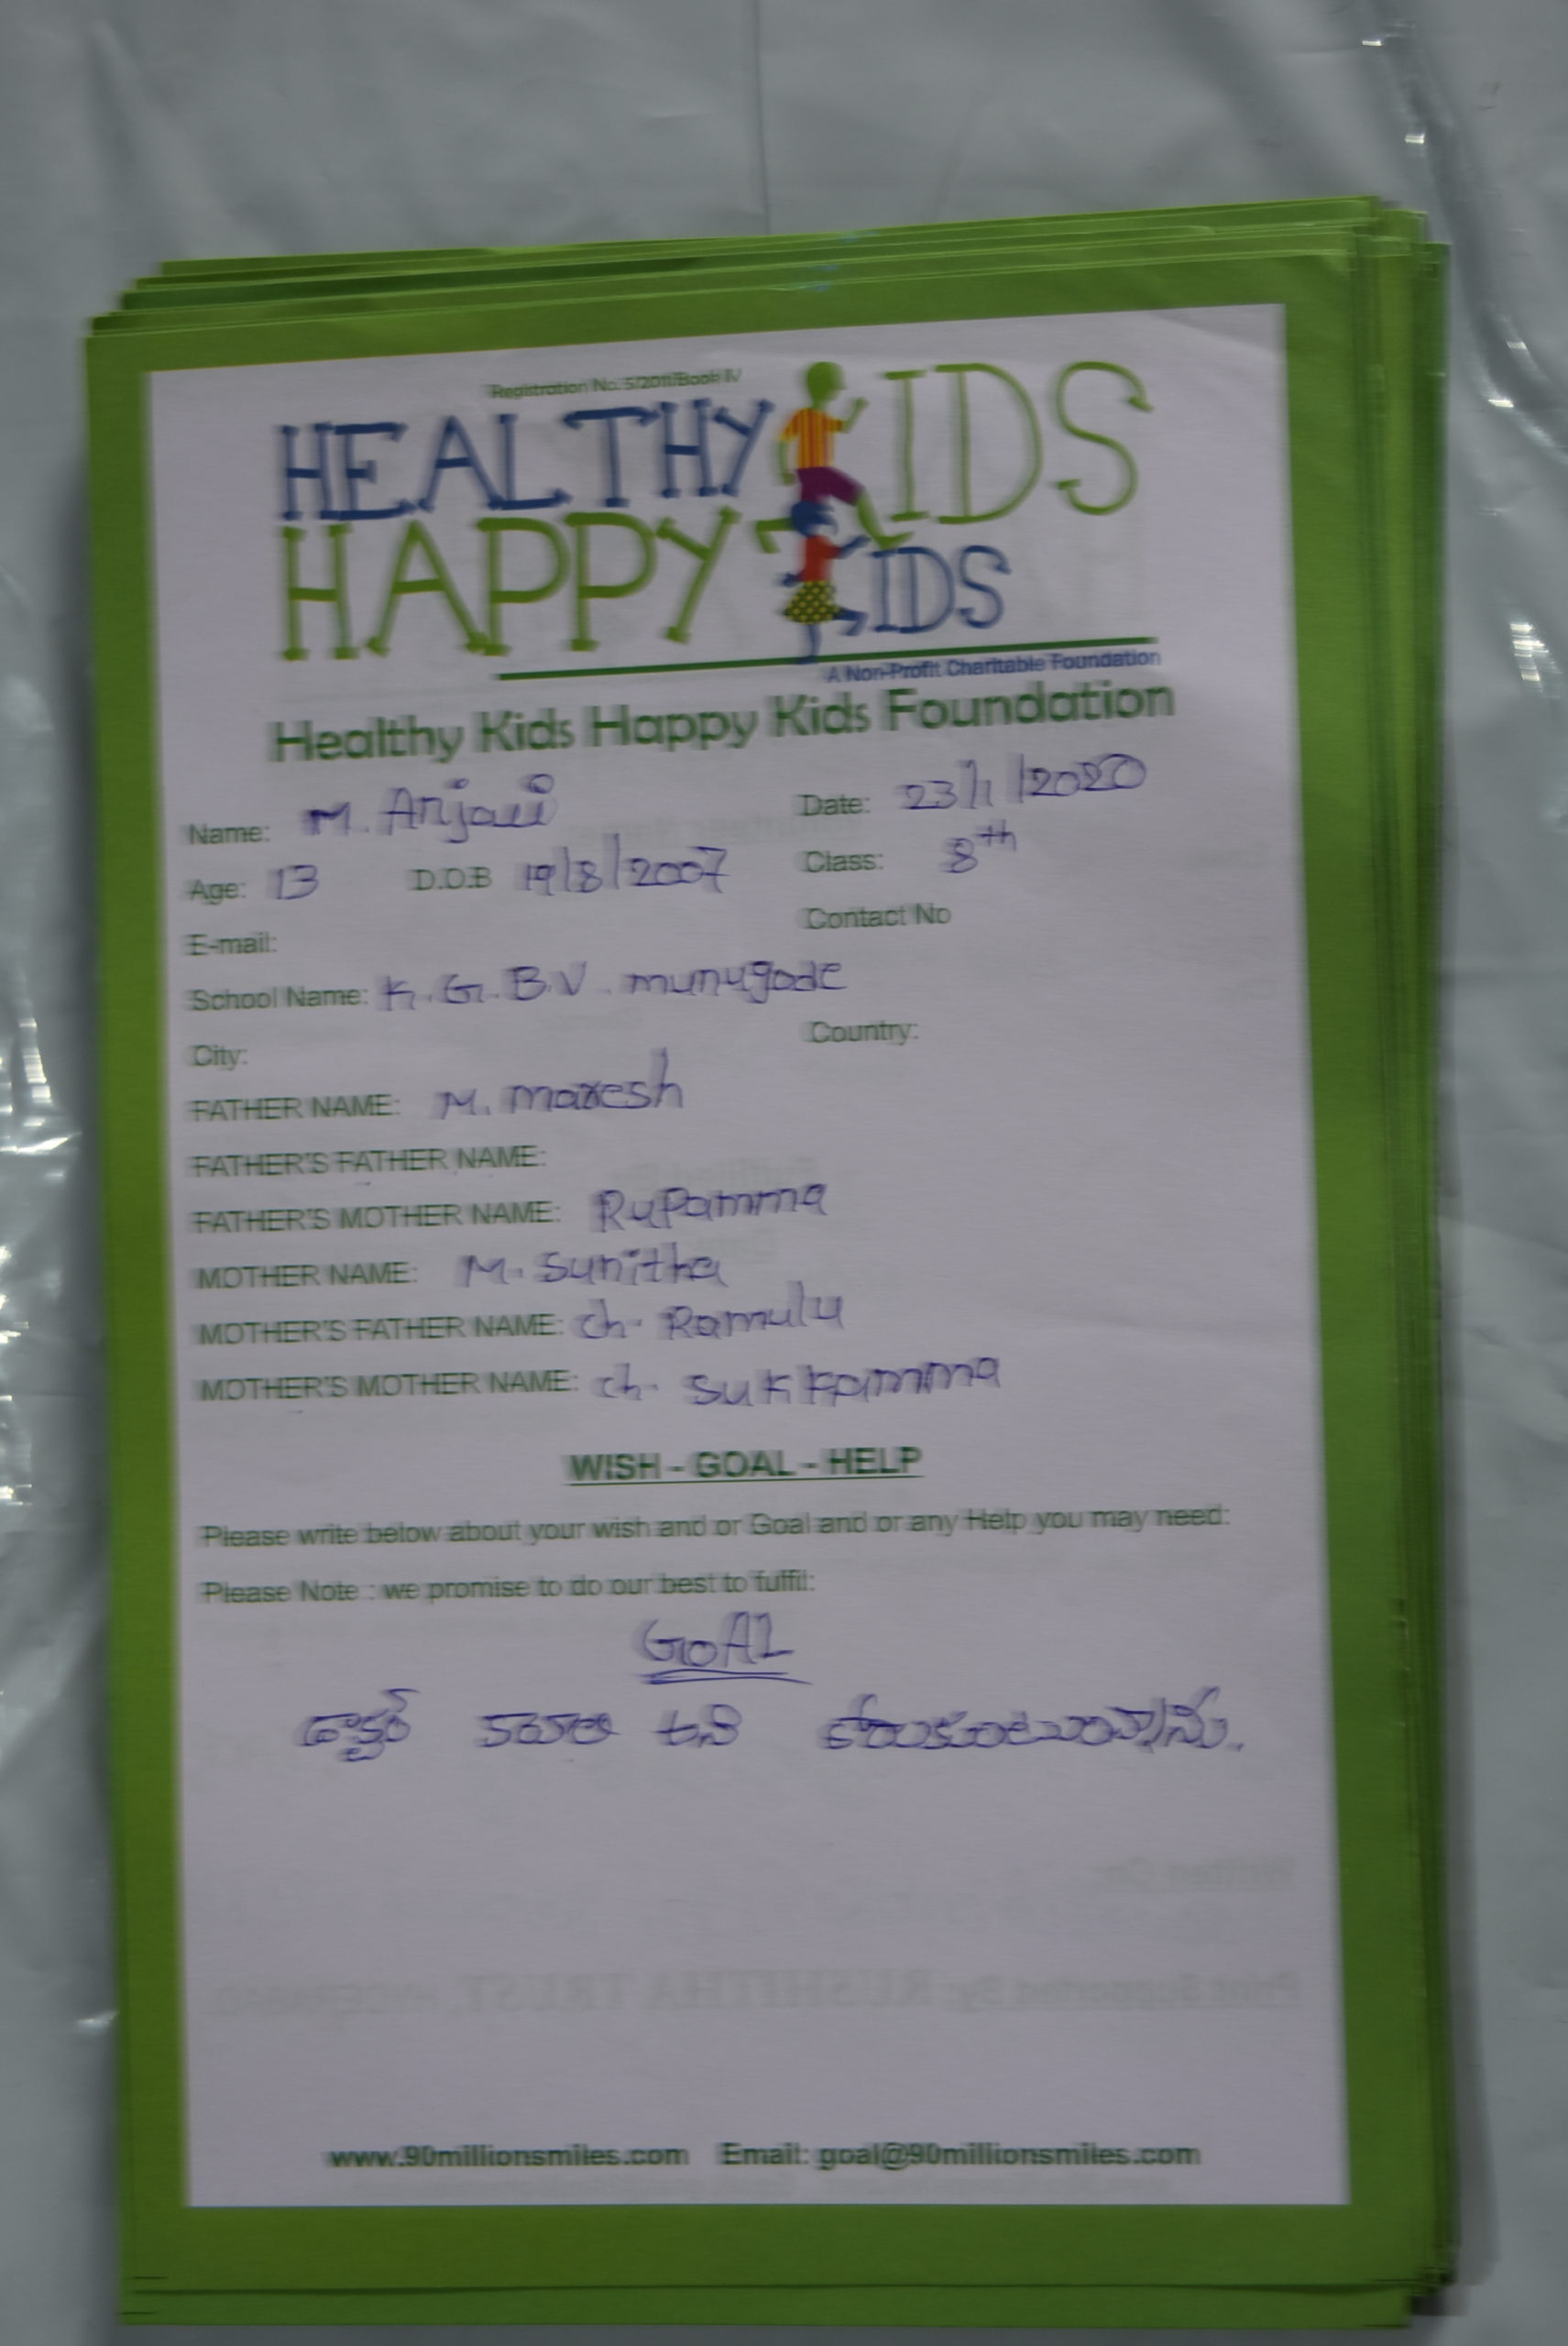 Registration No. 5/2011/Book IV
HEALTHY KIDS
HAPPY KIDS
A Non-Profit Charitable Foundation
Healthy Kids Happy Kids Foundation
Name: M. Anjali Date: 23/1/2020
Age: 13 D.O.B 19/8/2007 Class: 8th
E-mail: Contact No
School Name: K.G.B.V. munugode
City: Country:
FATHER NAME: M. maresh
FATHER'S FATHER NAME:
FATHER'S MOTHER NAME: RuPamma
MOTHER NAME: M. Sunitha
MOTHER'S FATHER NAME: ch. Ramulu
MOTHER'S MOTHER NAME: ch. Sukkamma
WISH - GOAL - HELP
Please write below about your wish and or Goal and or any Help you may need:
Please Note : we promise to do our best to fulfil:
GOAL
డాక్టర్ కావాలి అని కోరుకుంటున్నాను.
www.90millionsmiles.com Email: goal@90millionsmiles.com